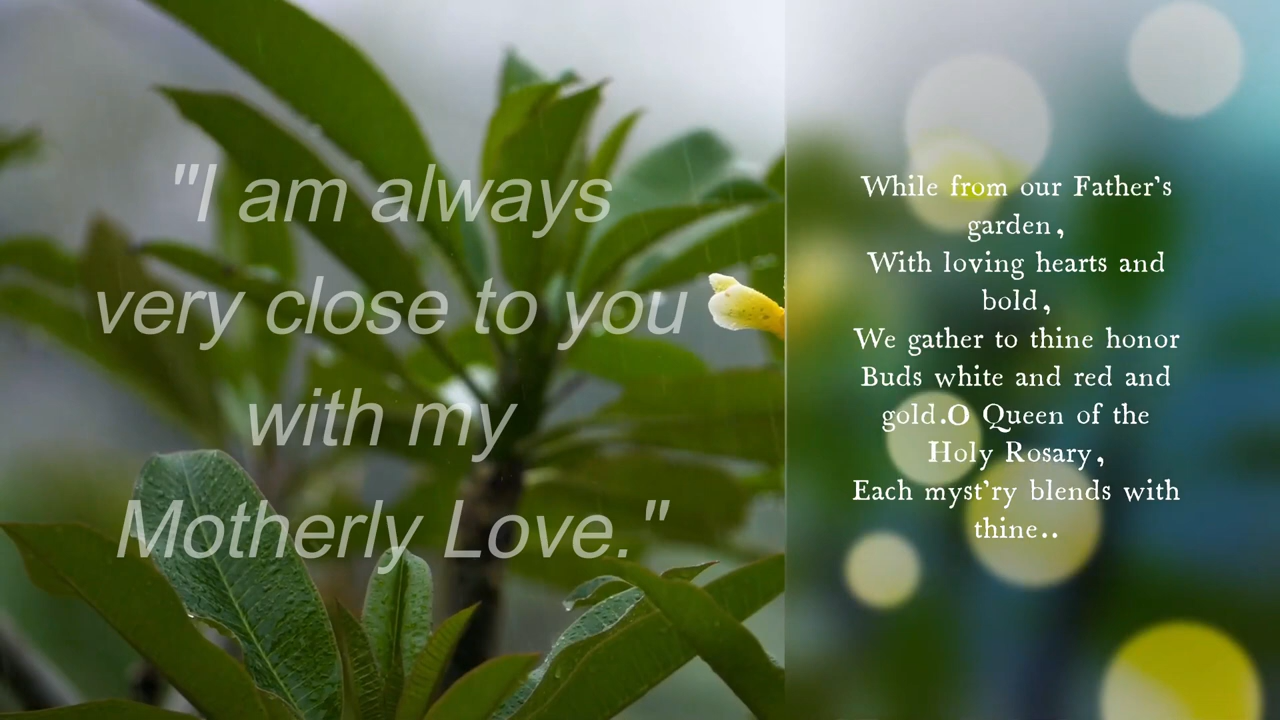 "I am always
very close to you
with my
Motherly Love."
While from our Father's
garden,
With loving hearts and
bold,
We gather to thine honor
Buds white and red and
gold.O Queen of the
Holy Rosary,
Each myst'ry blends with
thine..